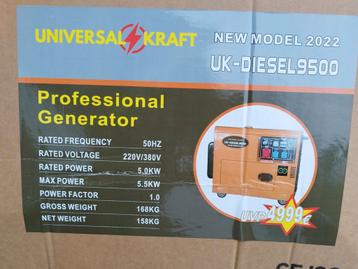 UNIVERSAL KRAFT
NEW MODEL 2022
UK-DIESEL9500
Professional
Generator
RATED FREQUENCY 50HZ
RATED VOLTAGE 220V/380V
RATED POWER 5.0KW
MAX POWER 5.5KW
POWER FACTOR 1.0
GROSS WEIGHT 168KG
NET WEIGHT 158KG
UVP 4999€